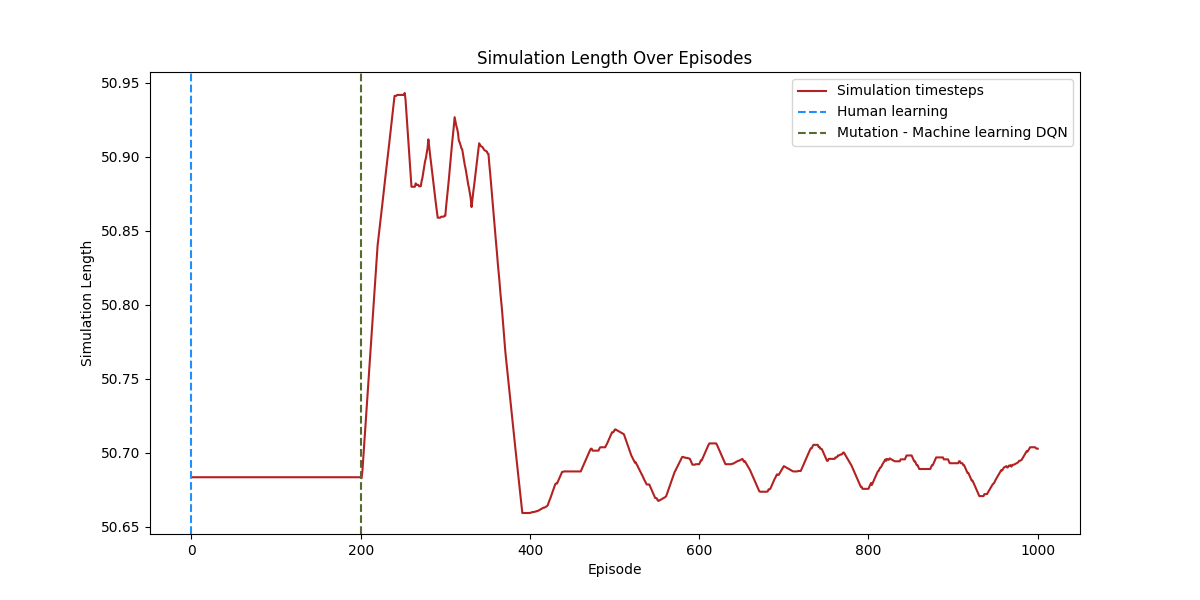 Simulation Length Over Episodes
Simulation timesteps
Human learning
Mutation - Machine learning DQN
Simulation Length
50.95
50.90
50.85
50.80
50.75
50.70
50.65
0 200 400 600 800 1000
Episode